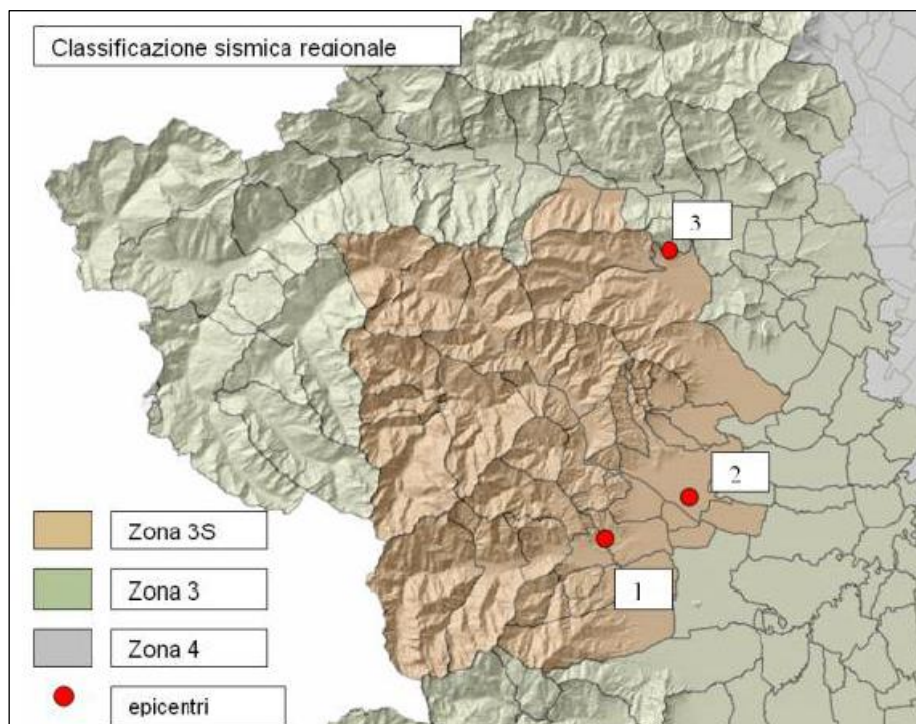 Classificazione sismica regionale
3
2
1
Zona 3S
Zona 3
Zona 4
epicentri